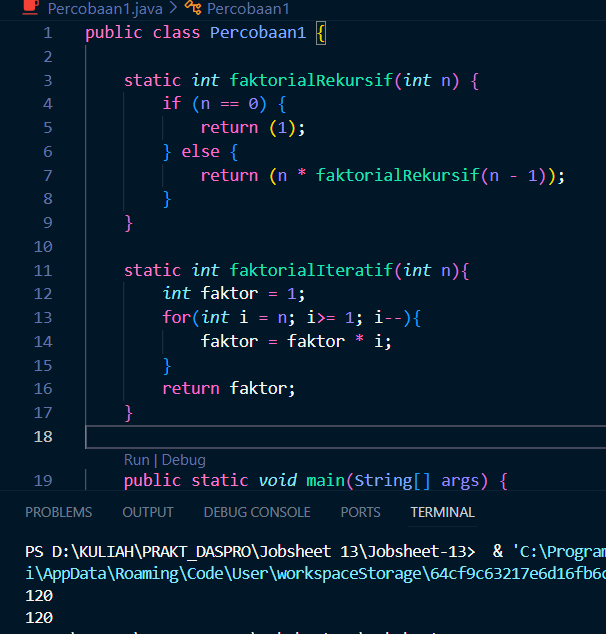 Percobaan1.java > Percobaan1
1 public class Percobaan1 {
2
3 static int faktorialRekursif(int n) {
4 if (n == 0) {
5 return (1);
6 } else {
7 return (n * faktorialRekursif(n - 1));
8 }
9 }
10
11 static int faktorialIteratif(int n){
12 int faktor = 1;
13 for(int i = n; i>= 1; i--){
14 faktor = faktor * i;
15 }
16 return faktor;
17 }
18
Run | Debug
19 public static void main(String[] args) {
PROBLEMS OUTPUT DEBUG CONSOLE PORTS TERMINAL
PS D:\KULIAH\PRAKT_DASPRO\Jobsheet 13\Jobsheet-13> & 'C:\Program
i\AppData\Roaming\Code\User\workspaceStorage\64cf9c63217e6d16fb6c
120
120